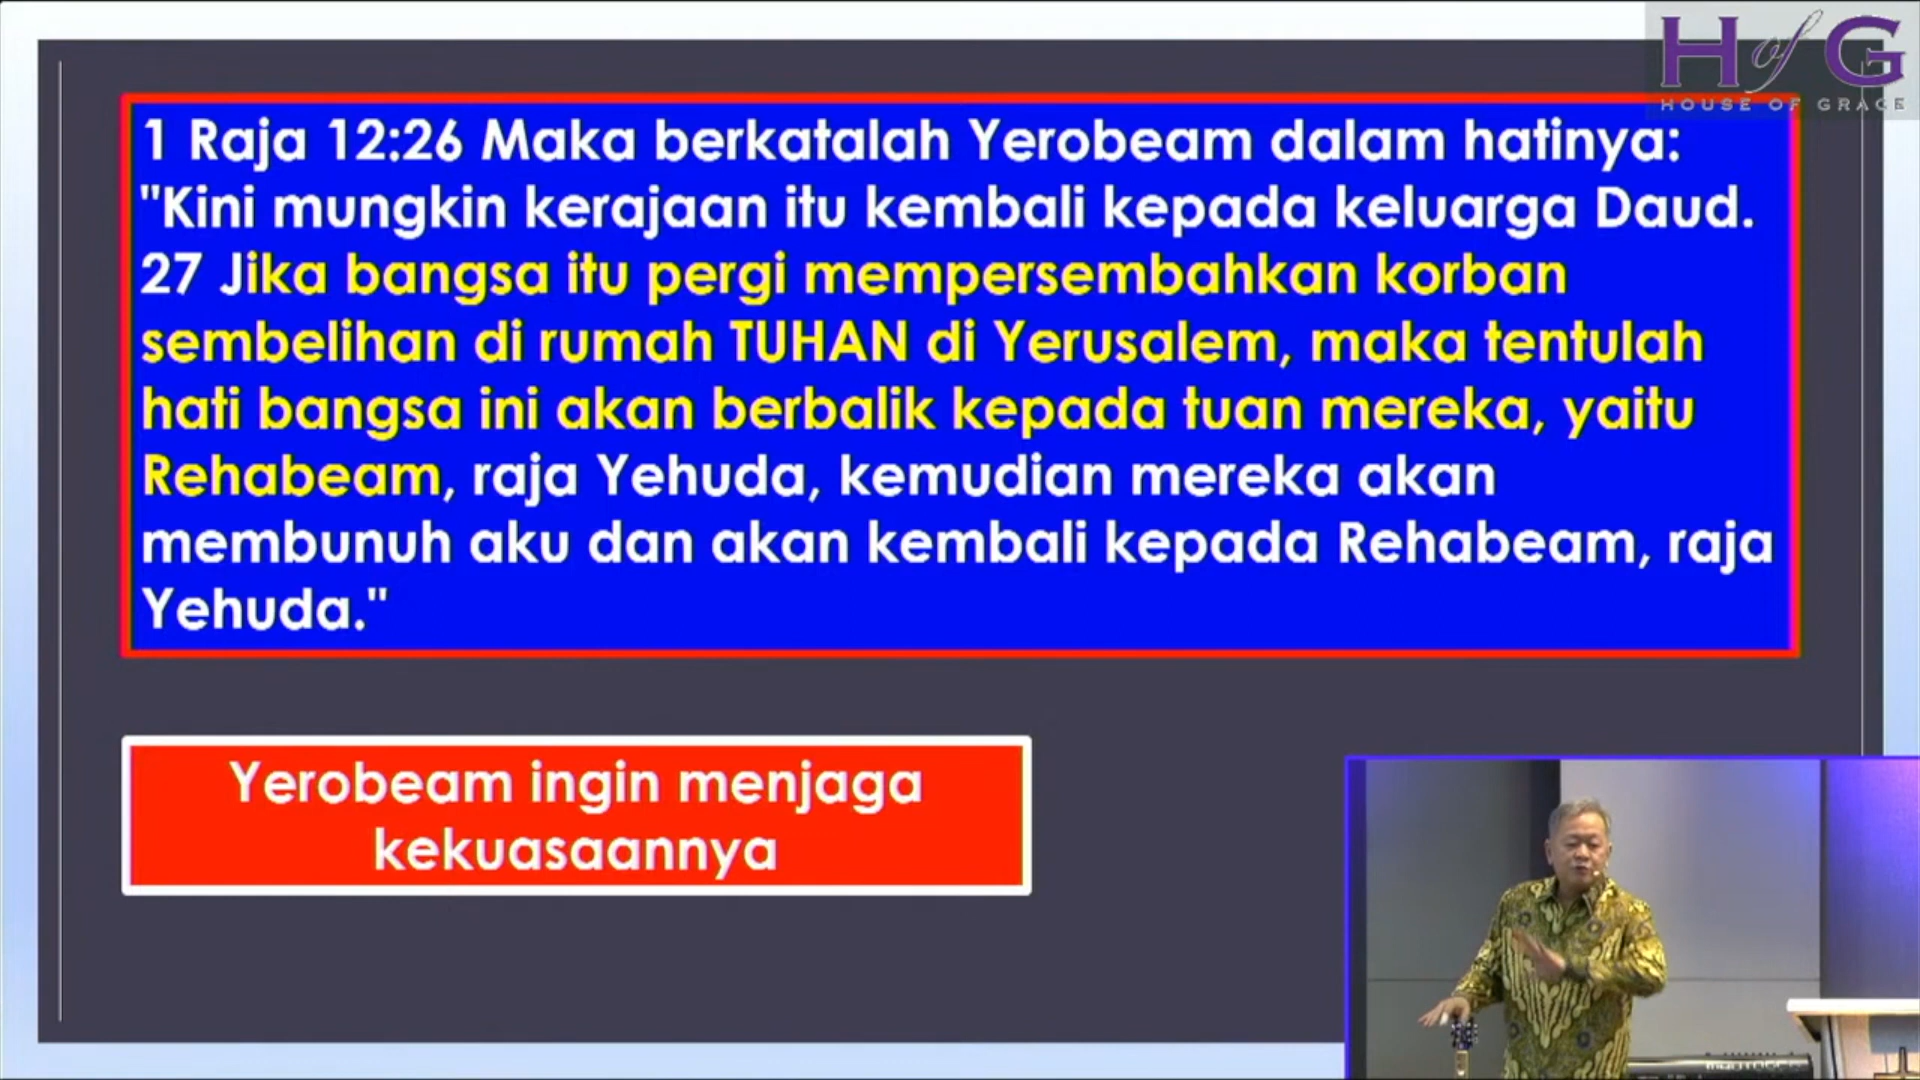 H of G
HOUSE OF GRACE
1 Raja 12:26 Maka berkatalah Yerobeam dalam hatinya:
"Kini mungkin kerajaan itu kembali kepada keluarga Daud.
27 Jika bangsa itu pergi mempersembahkan korban
sembelihan di rumah TUHAN di Yerusalem, maka tentulah
hati bangsa ini akan berbalik kepada tuan mereka, yaitu
Rehabeam, raja Yehuda, kemudian mereka akan
membunuh aku dan akan kembali kepada Rehabeam, raja
Yehuda."
Yerobeam ingin menjaga
kekuasaannya